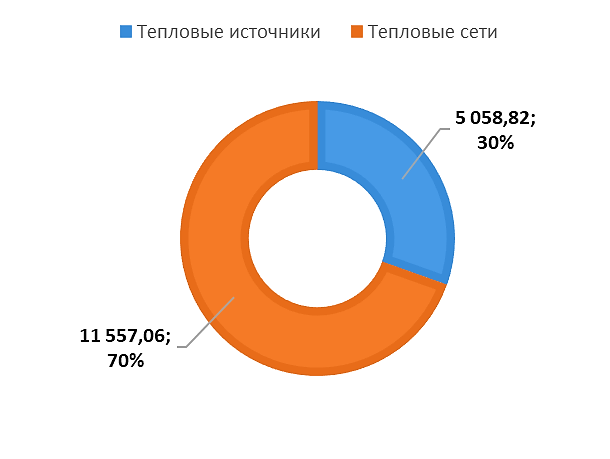 Тепловые источники Тепловые сети
5 058,82;
30%
11 557,06;
70%